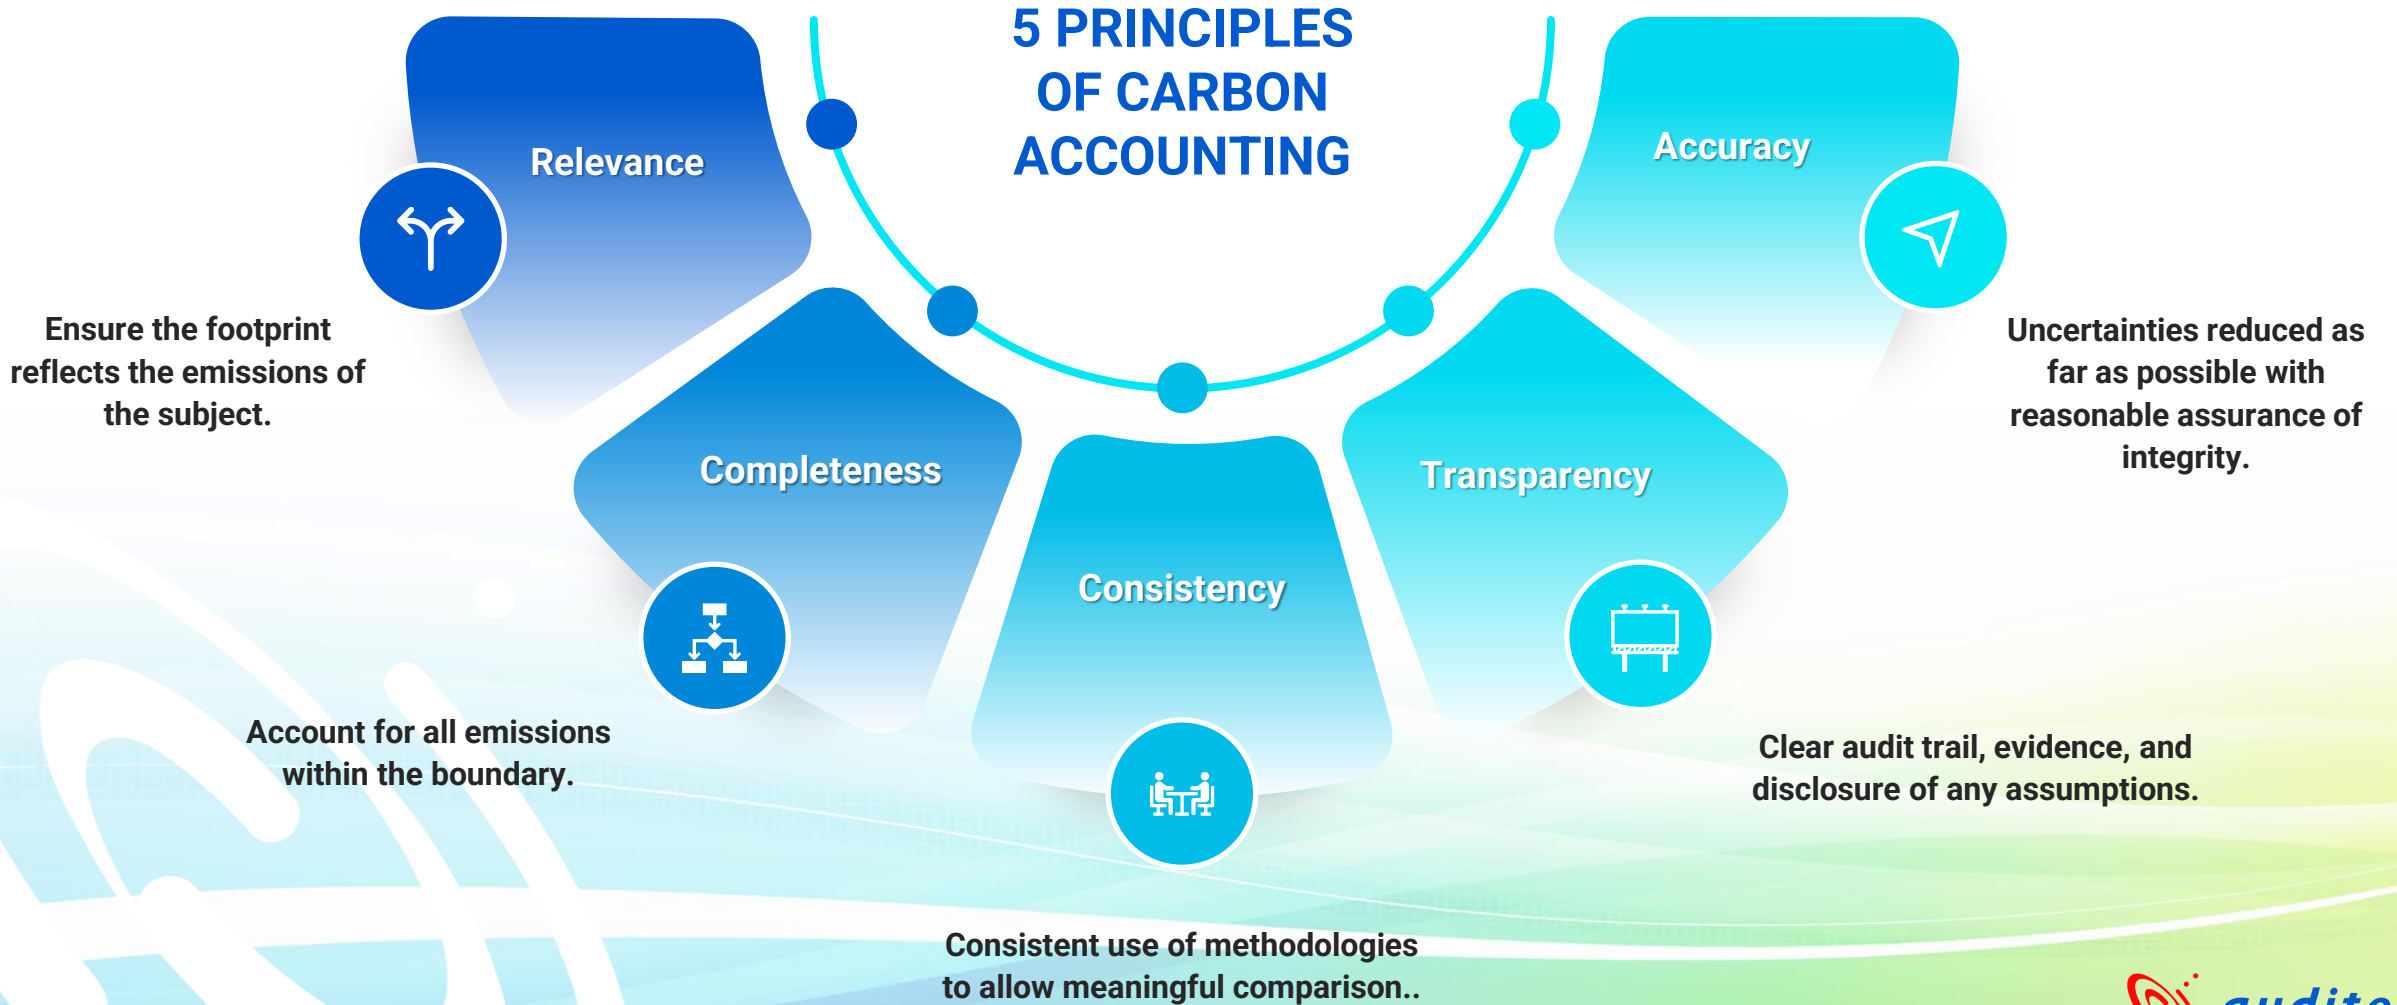 5 PRINCIPLES
OF CARBON
ACCOUNTING
Relevance
Ensure the footprint
reflects the emissions of
the subject.
Completeness
Account for all emissions
within the boundary.
Consistency
Consistent use of methodologies
to allow meaningful comparison..
Transparency
Clear audit trail, evidence, and
disclosure of any assumptions.
Accuracy
Uncertainties reduced as
far as possible with
reasonable assurance of
integrity.